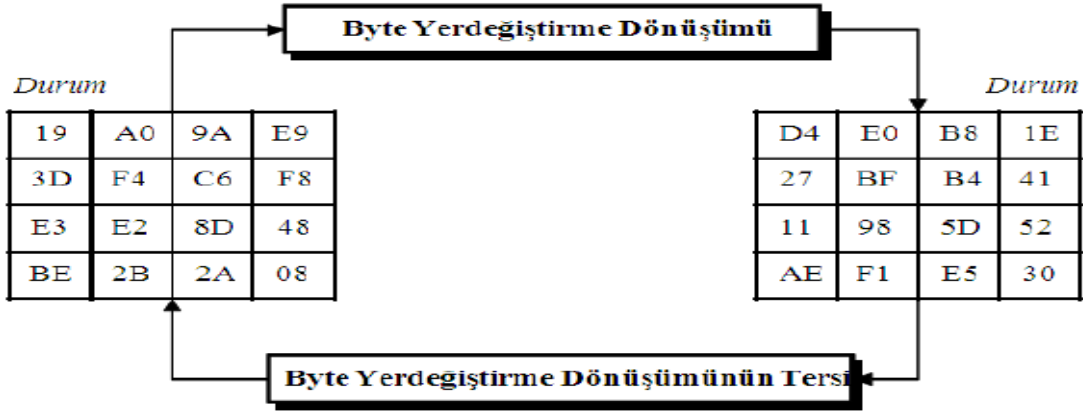 Byte Yerdeğiştirme Dönüşümü
Durum Durum
19 A0 9A E9 D4 E0 B8 1E
3D F4 C6 F8 27 BF B4 41
E3 E2 8D 48 11 98 5D 52
BE 2B 2A 08 AE F1 E5 30
Byte Yerdeğiştirme Dönüşümünün Tersi